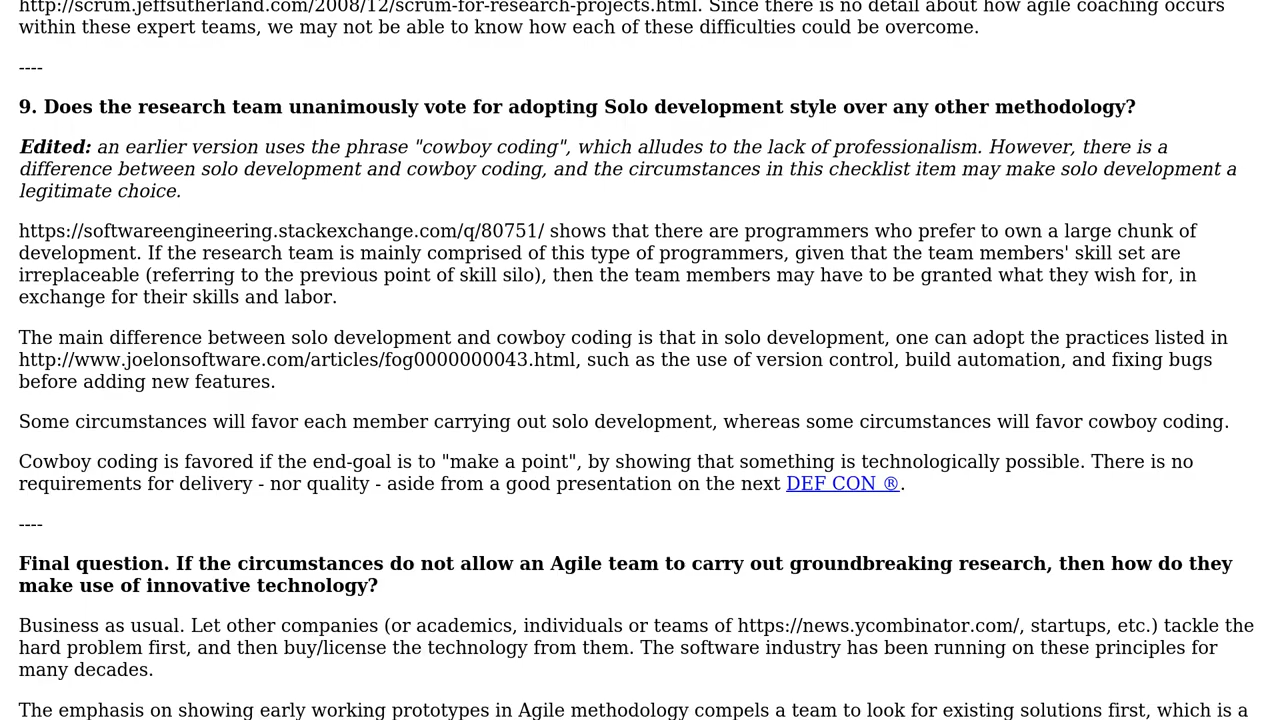 http://scrum.jeffsutherland.com/2008/12/scrum-for-research-projects.html. Since there is no detail about how agile coaching occurs
within these expert teams, we may not be able to know how each of these difficulties could be overcome.
----
9. Does the research team unanimously vote for adopting Solo development style over any other methodology?
Edited: an earlier version uses the phrase "cowboy coding", which alludes to the lack of professionalism. However, there is a
difference between solo development and cowboy coding, and the circumstances in this checklist item may make solo development a
legitimate choice.
https://softwareengineering.stackexchange.com/q/80751/ shows that there are programmers who prefer to own a large chunk of
development. If the research team is mainly comprised of this type of programmers, given that the team members' skill set are
irreplaceable (referring to the previous point of skill silo), then the team members may have to be granted what they wish for, in
exchange for their skills and labor.
The main difference between solo development and cowboy coding is that in solo development, one can adopt the practices listed in
http://www.joelonsoftware.com/articles/fog0000000043.html, such as the use of version control, build automation, and fixing bugs
before adding new features.
Some circumstances will favor each member carrying out solo development, whereas some circumstances will favor cowboy coding.
Cowboy coding is favored if the end-goal is to "make a point", by showing that something is technologically possible. There is no
requirements for delivery - nor quality - aside from a good presentation on the next DEF CON ®.
----
Final question. If the circumstances do not allow an Agile team to carry out groundbreaking research, then how do they
make use of innovative technology?
Business as usual. Let other companies (or academics, individuals or teams of https://news.ycombinator.com/, startups, etc.) tackle the
hard problem first, and then buy/license the technology from them. The software industry has been running on these principles for
many decades.
The emphasis on showing early working prototypes in Agile methodology compels a team to look for existing solutions first, which is a